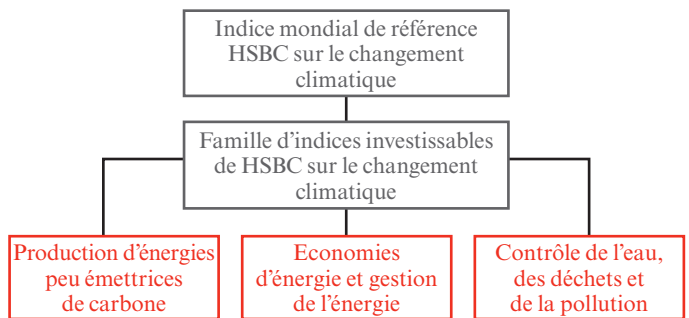 Indice mondial de référence
HSBC sur le changement
climatique
Famille d'indices investissables
de HSBC sur le changement
climatique
Production d'énergies
peu émettrices
de carbone
Economies
d'énergie et gestion
de l'énergie
Contrôle de l'eau,
des déchets et
de la pollution